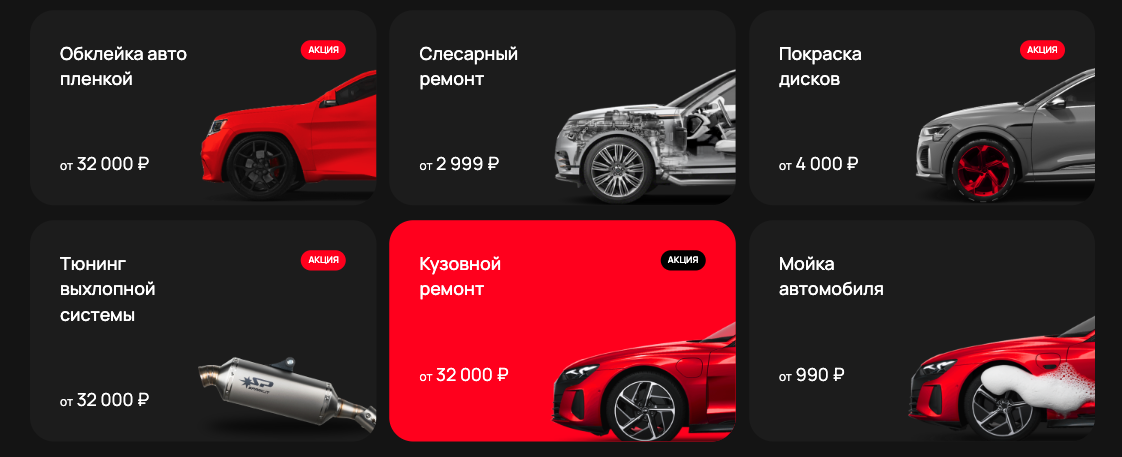 Обклейка авто
пленкой
АКЦИЯ
от 32 000 ₽
Слесарный
ремонт
от 2 999 ₽
Покраска
дисков
АКЦИЯ
от 4 000 ₽
Тюнинг
выхлопной
системы
АКЦИЯ
от 32 000 ₽
Кузовной
ремонт
АКЦИЯ
от 32 000 ₽
Мойка
автомобиля
от 990 ₽